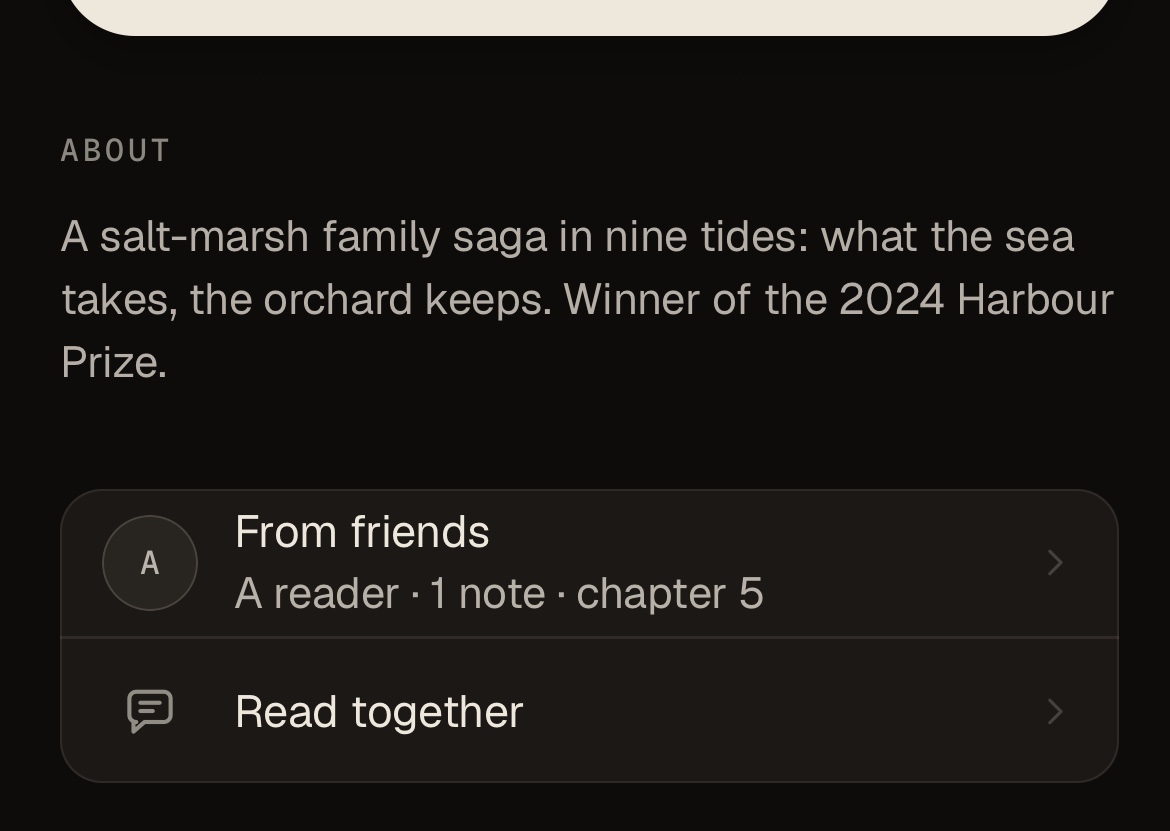 ABOUT
A salt-marsh family saga in nine tides: what the sea
takes, the orchard keeps. Winner of the 2024 Harbour
Prize.
A
From friends
A reader · 1 note · chapter 5
Read together